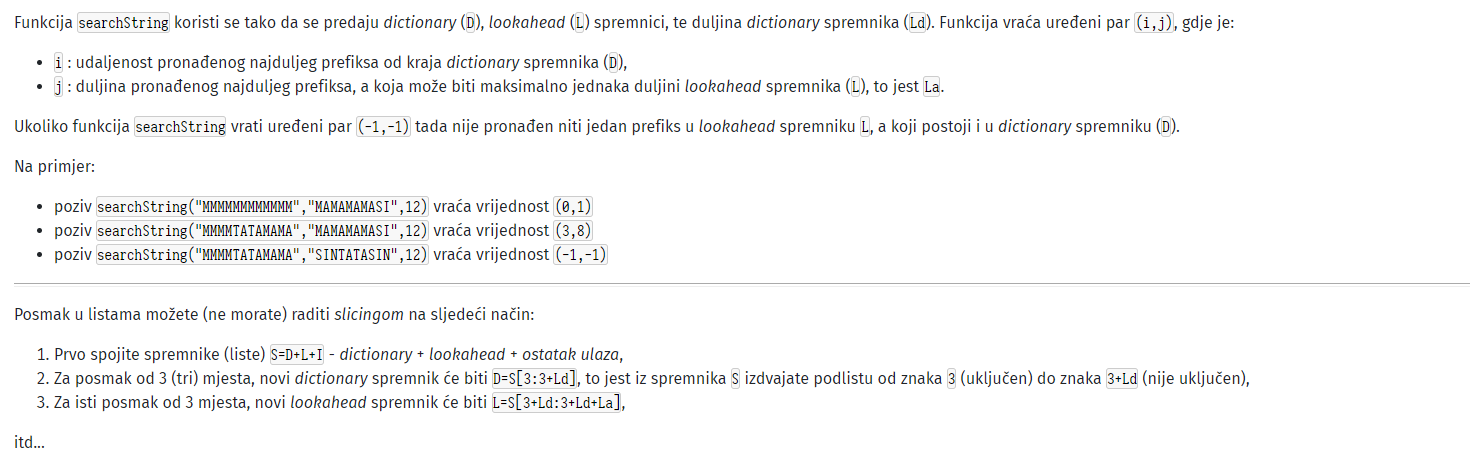 Funkcija searchString koristi se tako da se predaju dictionary (D), lookahead (L) spremnici, te duljina dictionary spremnika (Ld). Funkcija vraća uređeni par (i,j), gdje je:
• i : udaljenost pronađenog najduljeg prefiksa od kraja dictionary spremnika (D),
• j : duljina pronađenog najduljeg prefiksa, a koja može biti maksimalno jednaka duljini lookahead spremnika (L), to jest La.
Ukoliko funkcija searchString vrati uređeni par (-1,-1) tada nije pronađen niti jedan prefiks u lookahead spremniku L, a koji postoji i u dictionary spremniku (D).
Na primjer:
• poziv searchString("MMMMMMMMMMMM","MAMAMAMASI",12) vraća vrijednost (0,1)
• poziv searchString("MMMMTATAMAMA","MAMAMAMASI",12) vraća vrijednost (3,8)
• poziv searchString("MMMMTATAMAMA","SINTATASIN",12) vraća vrijednost (-1,-1)
Posmak u listama možete (ne morate) raditi slicingom na sljedeći način:
1. Prvo spojite spremnike (liste) S=D+L+I - dictionary + lookahead + ostatak ulaza,
2. Za posmak od 3 (tri) mjesta, novi dictionary spremnik će biti D=S[3:3+Ld], to jest iz spremnika S izdvajate podlistu od znaka 3 (uključen) do znaka 3+Ld (nije uključen),
3. Za isti posmak od 3 mjesta, novi lookahead spremnik će biti L=S[3+Ld:3+Ld+La],
itd...